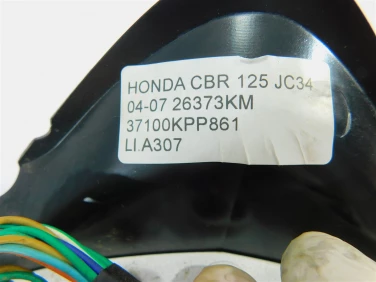 HONDA CBR 125 JC34
04-07 26373KM
37100KPP861
LI.A307